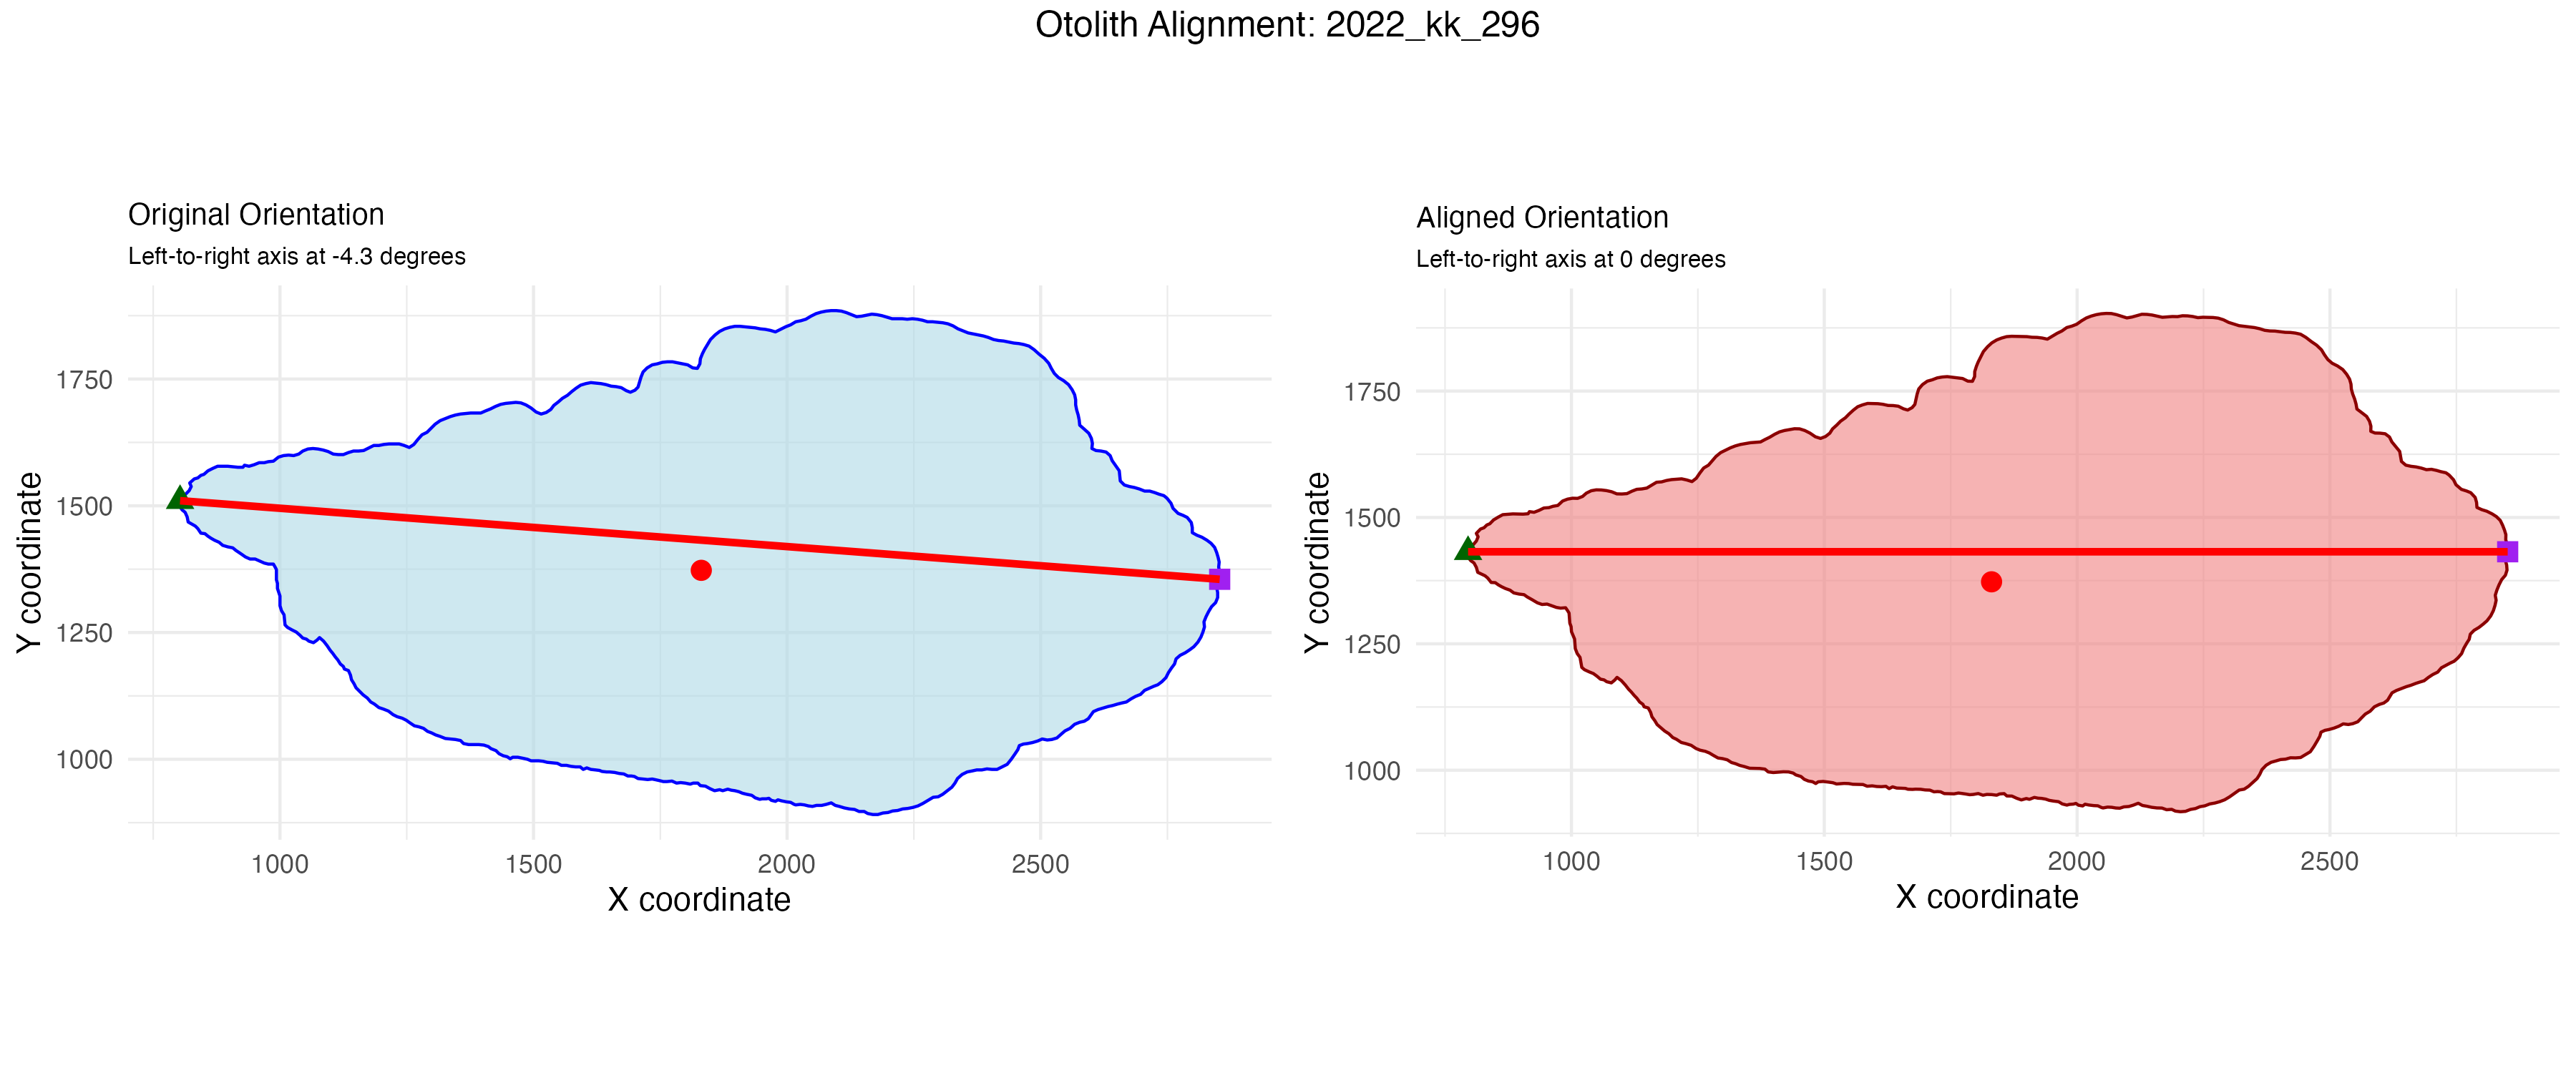 Otolith Alignment: 2022_kk_296
Original Orientation
Left-to-right axis at -4.3 degrees
1750
1500
1250
1000
Y coordinate
1000 1500 2000 2500
X coordinate
Aligned Orientation
Left-to-right axis at 0 degrees
1750
1500
1250
1000
Y coordinate
1000 1500 2000 2500
X coordinate